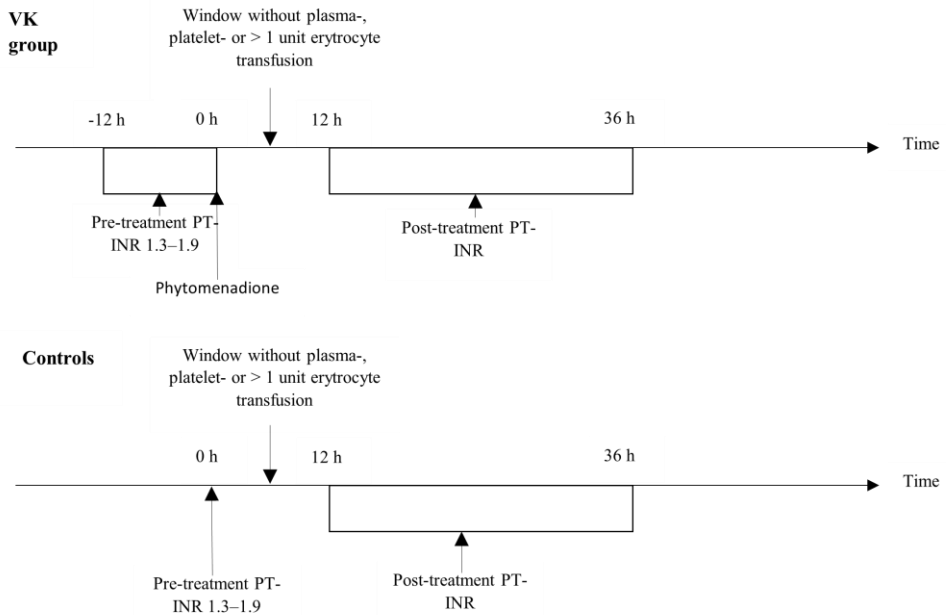 VK
group
Window without plasma-,
platelet- or > 1 unit erytrocyte
transfusion
-12 h
0 h
12 h
36 h
Time
Pre-treatment PT-
INR 1.3–1.9
Post-treatment PT-
INR
Phytomenadione
Controls
Window without plasma-,
platelet- or > 1 unit erytrocyte
transfusion
0 h
12 h
36 h
Time
Pre-treatment PT-
INR 1.3–1.9
Post-treatment PT-
INR